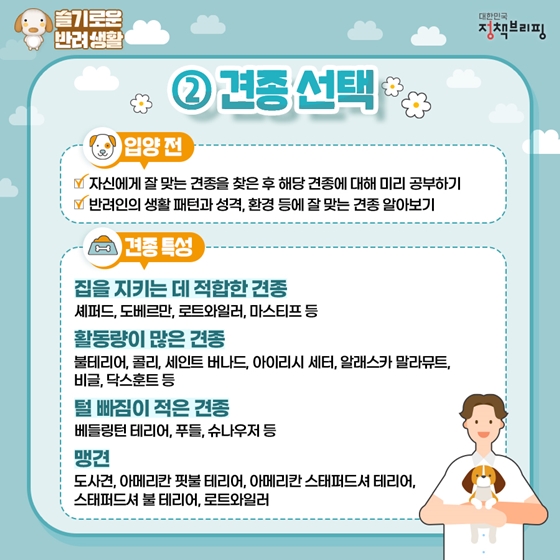 슬기로운
반려 생활
대한민국
정책브리핑
② 견종 선택
입양 전
자신에게 잘 맞는 견종을 찾은 후 해당 견종에 대해 미리 공부하기
반려인의 생활 패턴과 성격, 환경 등에 잘 맞는 견종 알아보기
견종 특성
집을 지키는 데 적합한 견종
셰퍼드, 도베르만, 로트와일러, 마스티프 등
활동량이 많은 견종
불테리어, 콜리, 세인트 버나드, 아이리시 세터, 알래스카 말라뮤트,
비글, 닥스훈트 등
털 빠짐이 적은 견종
베들링턴 테리어, 푸들, 슈나우저 등
맹견
도사견, 아메리칸 핏불 테리어, 아메리칸 스태퍼드셔 테리어,
스태퍼드셔 불 테리어, 로트와일러